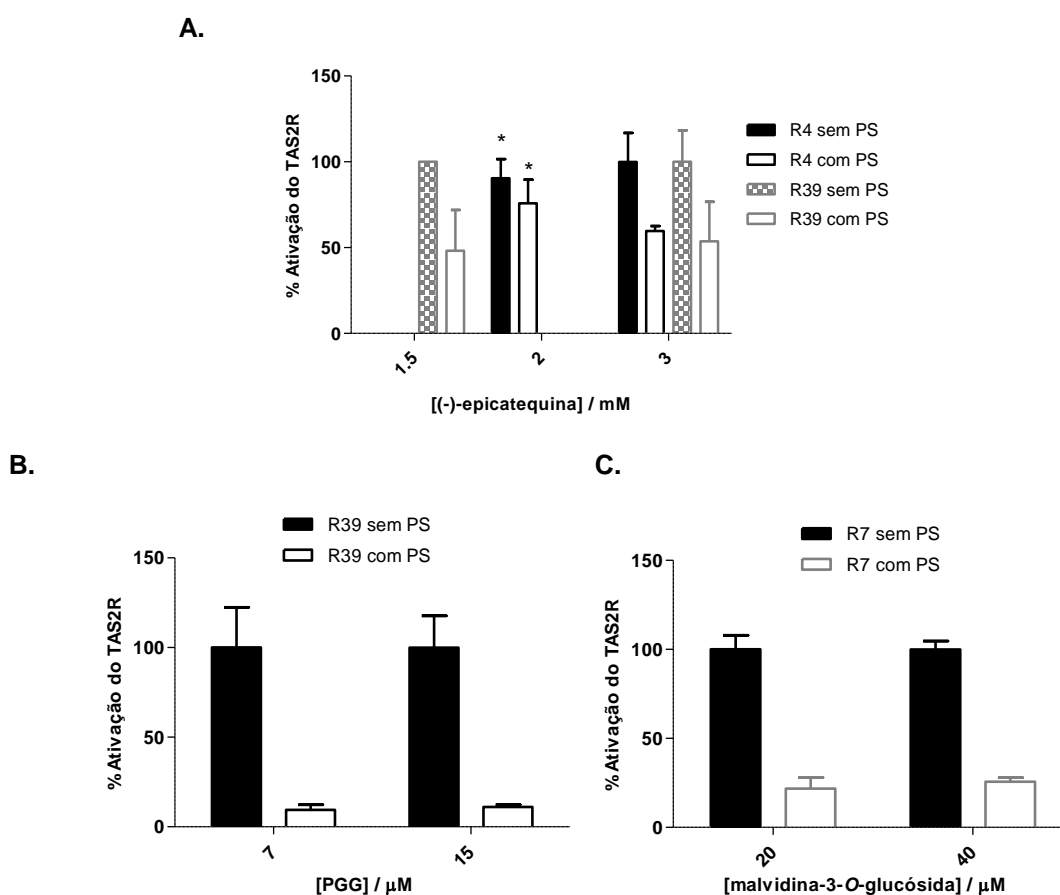 A.
% Ativação do TAS2R
150
100
50
0
*
*
1.5
2
3
[(-)-epicatequina] / mM
R4 sem PS
R4 com PS
R39 sem PS
R39 com PS
B.
R39 sem PS
R39 com PS
% Ativação do TAS2R
150
100
50
0
7
15
[PGG] / µM
C.
R7 sem PS
R7 com PS
% Ativação do TAS2R
150
100
50
0
20
40
[malvidina-3-O-glucósida] / µM